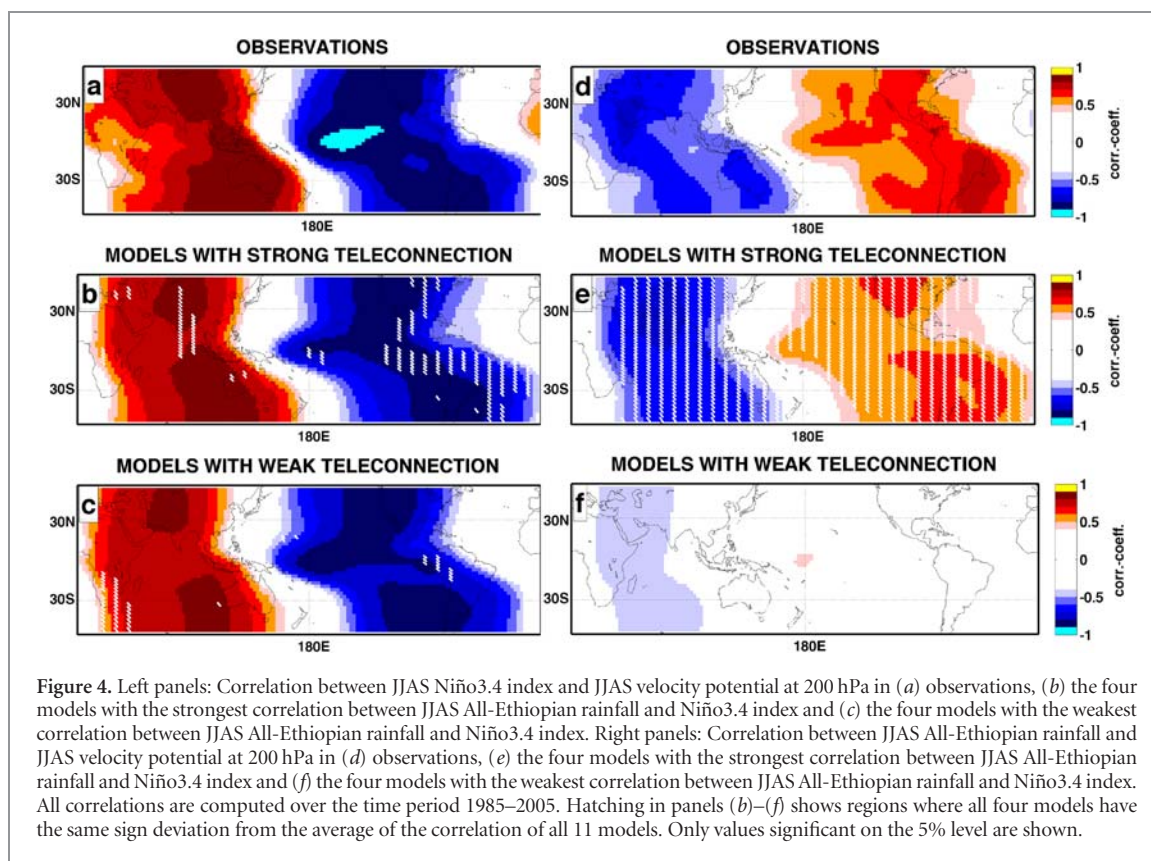 OBSERVATIONS
OBSERVATIONS
a
30N
30S
180E
d
30N
30S
180E
1
0.5
0
-0.5
-1
corr.-coeff.
MODELS WITH STRONG TELECONNECTION
MODELS WITH STRONG TELECONNECTION
b
30N
30S
180E
e
30N
30S
180E
1
0.5
0
-0.5
-1
corr.-coeff.
MODELS WITH WEAK TELECONNECTION
MODELS WITH WEAK TELECONNECTION
c
30N
30S
180E
f
30N
30S
180E
1
0.5
0
-0.5
-1
corr.-coeff.
Figure 4. Left panels: Correlation between JJAS Niño3.4 index and JJAS velocity potential at 200 hPa in (a) observations, (b) the four
models with the strongest correlation between JJAS All-Ethiopian rainfall and Niño3.4 index and (c) the four models with the weakest
correlation between JJAS All-Ethiopian rainfall and Niño3.4 index. Right panels: Correlation between JJAS All-Ethiopian rainfall and
JJAS velocity potential at 200 hPa in (d) observations, (e) the four models with the strongest correlation between JJAS All-Ethiopian
rainfall and Niño3.4 index and (f) the four models with the weakest correlation between JJAS All-Ethiopian rainfall and Niño3.4 index.
All correlations are computed over the time period 1985–2005. Hatching in panels (b)–(f) shows regions where all four models have
the same sign deviation from the average of the correlation of all 11 models. Only values significant on the 5% level are shown.